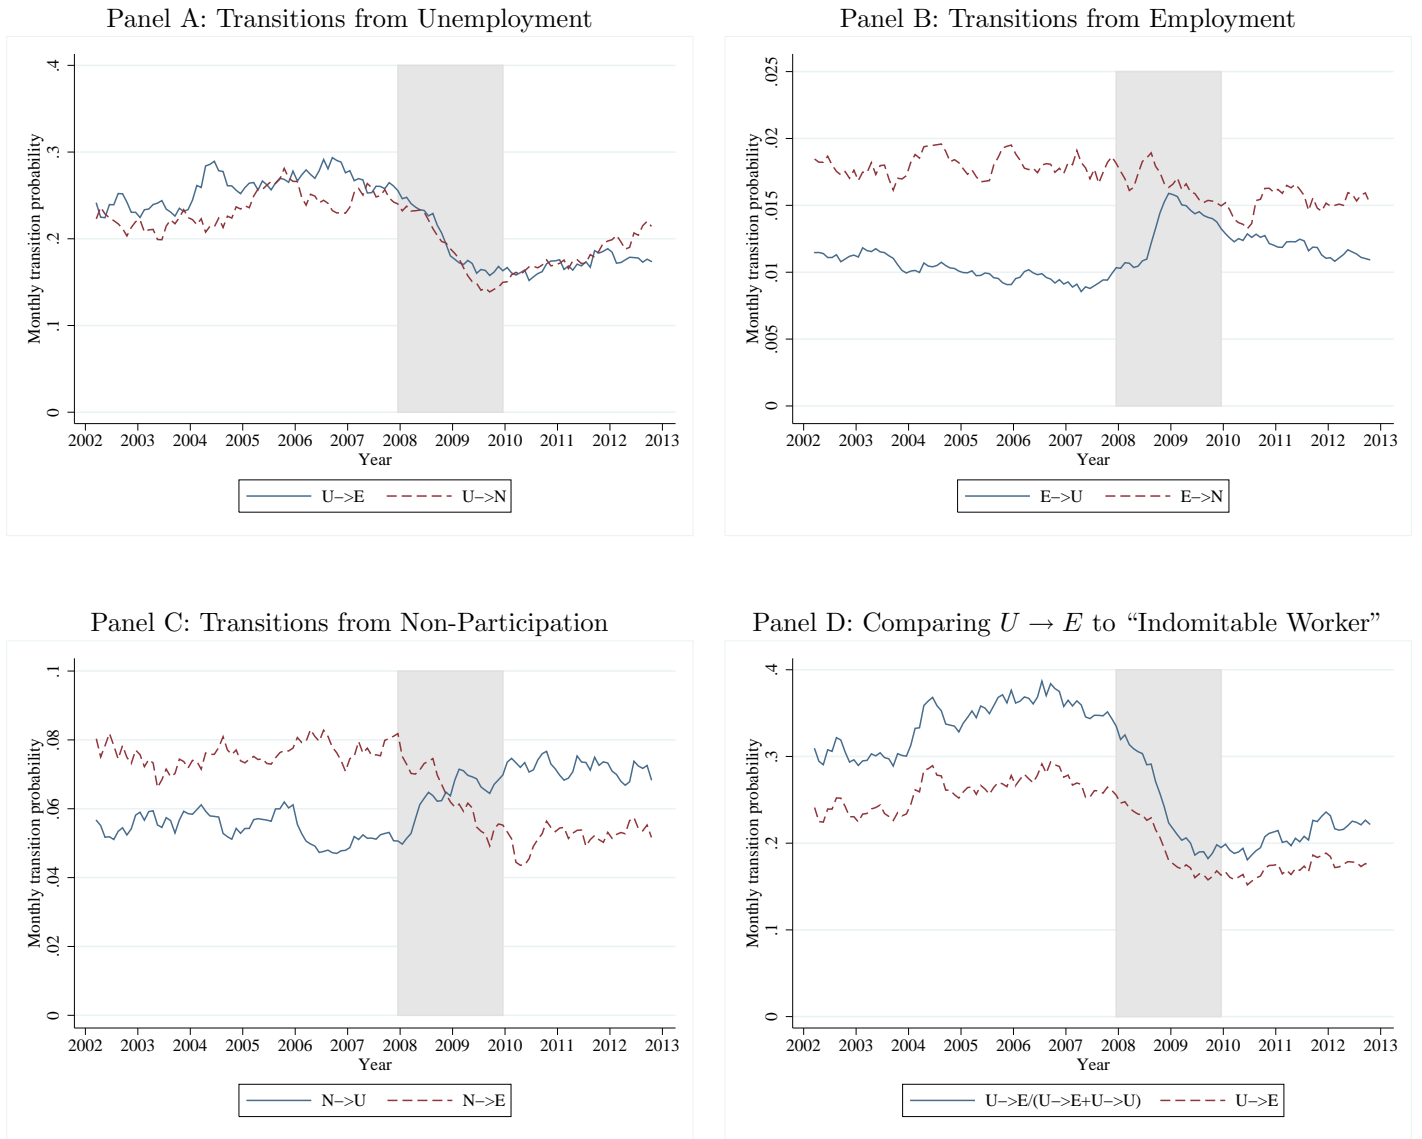 Panel A: Transitions from Unemployment
Monthly transition probability
0 .1 .2 .3 .4
2002 2003 2004 2005 2006 2007 2008 2009 2010 2011 2012 2013
Year
U−>E U−>N
Panel B: Transitions from Employment
Monthly transition probability
0 .005 .01 .015 .02 .025
2002 2003 2004 2005 2006 2007 2008 2009 2010 2011 2012 2013
Year
E−>U E−>N
Panel C: Transitions from Non-Participation
Monthly transition probability
0 .02 .04 .06 .08 .1
2002 2003 2004 2005 2006 2007 2008 2009 2010 2011 2012 2013
Year
N−>U N−>E
Panel D: Comparing U → E to “Indomitable Worker”
Monthly transition probability
0 .1 .2 .3 .4
2002 2003 2004 2005 2006 2007 2008 2009 2010 2011 2012 2013
Year
U−>E/(U−>E+U−>U) U−>E